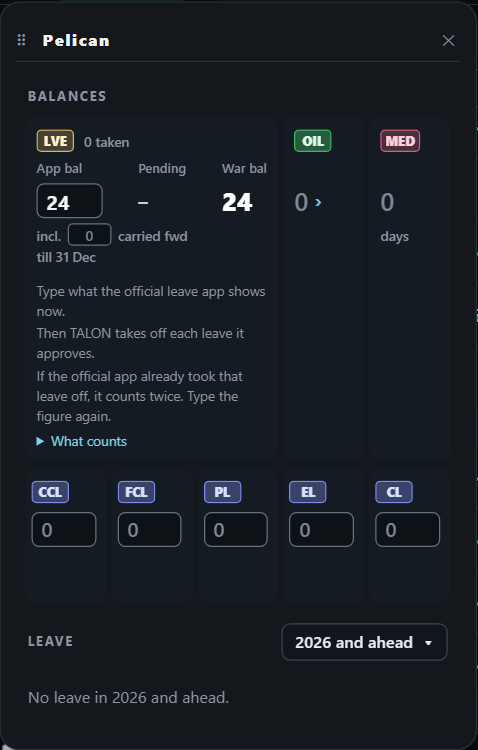 Pelican
BALANCES
LVE 0 taken
App bal Pending War bal
24 – 24
incl. 0 carried fwd
till 31 Dec
Type what the official leave app shows
now.
Then TALON takes off each leave it
approves.
If the official app already took that
leave off, it counts twice. Type the
figure again.
What counts
OIL
0 ›
MED
0
days
CCL FCL PL EL CL
0 0 0 0 0
LEAVE 2026 and ahead
No leave in 2026 and ahead.